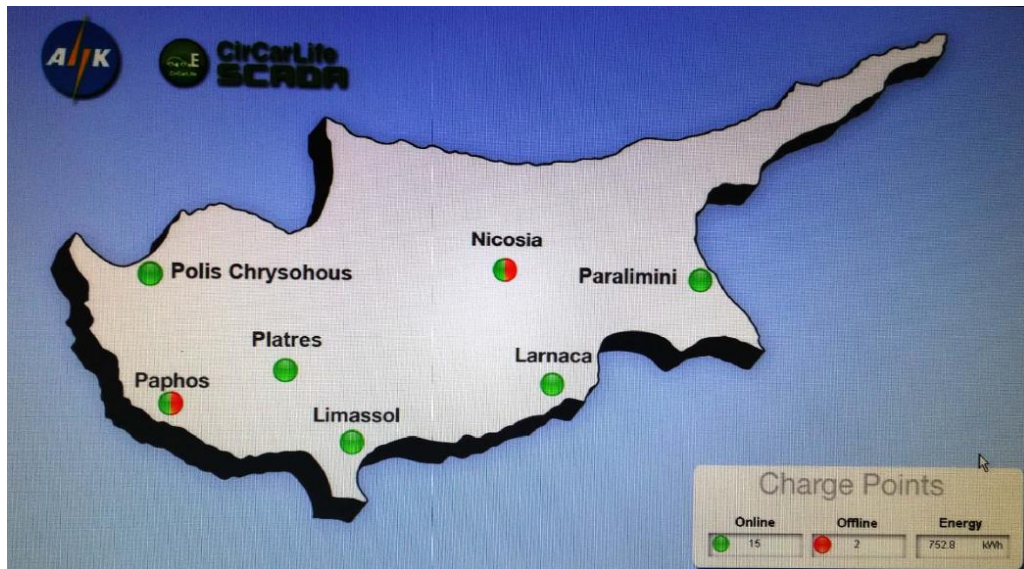 AHK
E
CirCarLife
CirCarLife
SCADA
Nicosia
Polis Chrysohous
Paralimini
Platres
Larnaca
Paphos
Limassol
Charge Points
Online Offline Energy
15 2 752.8 kWh